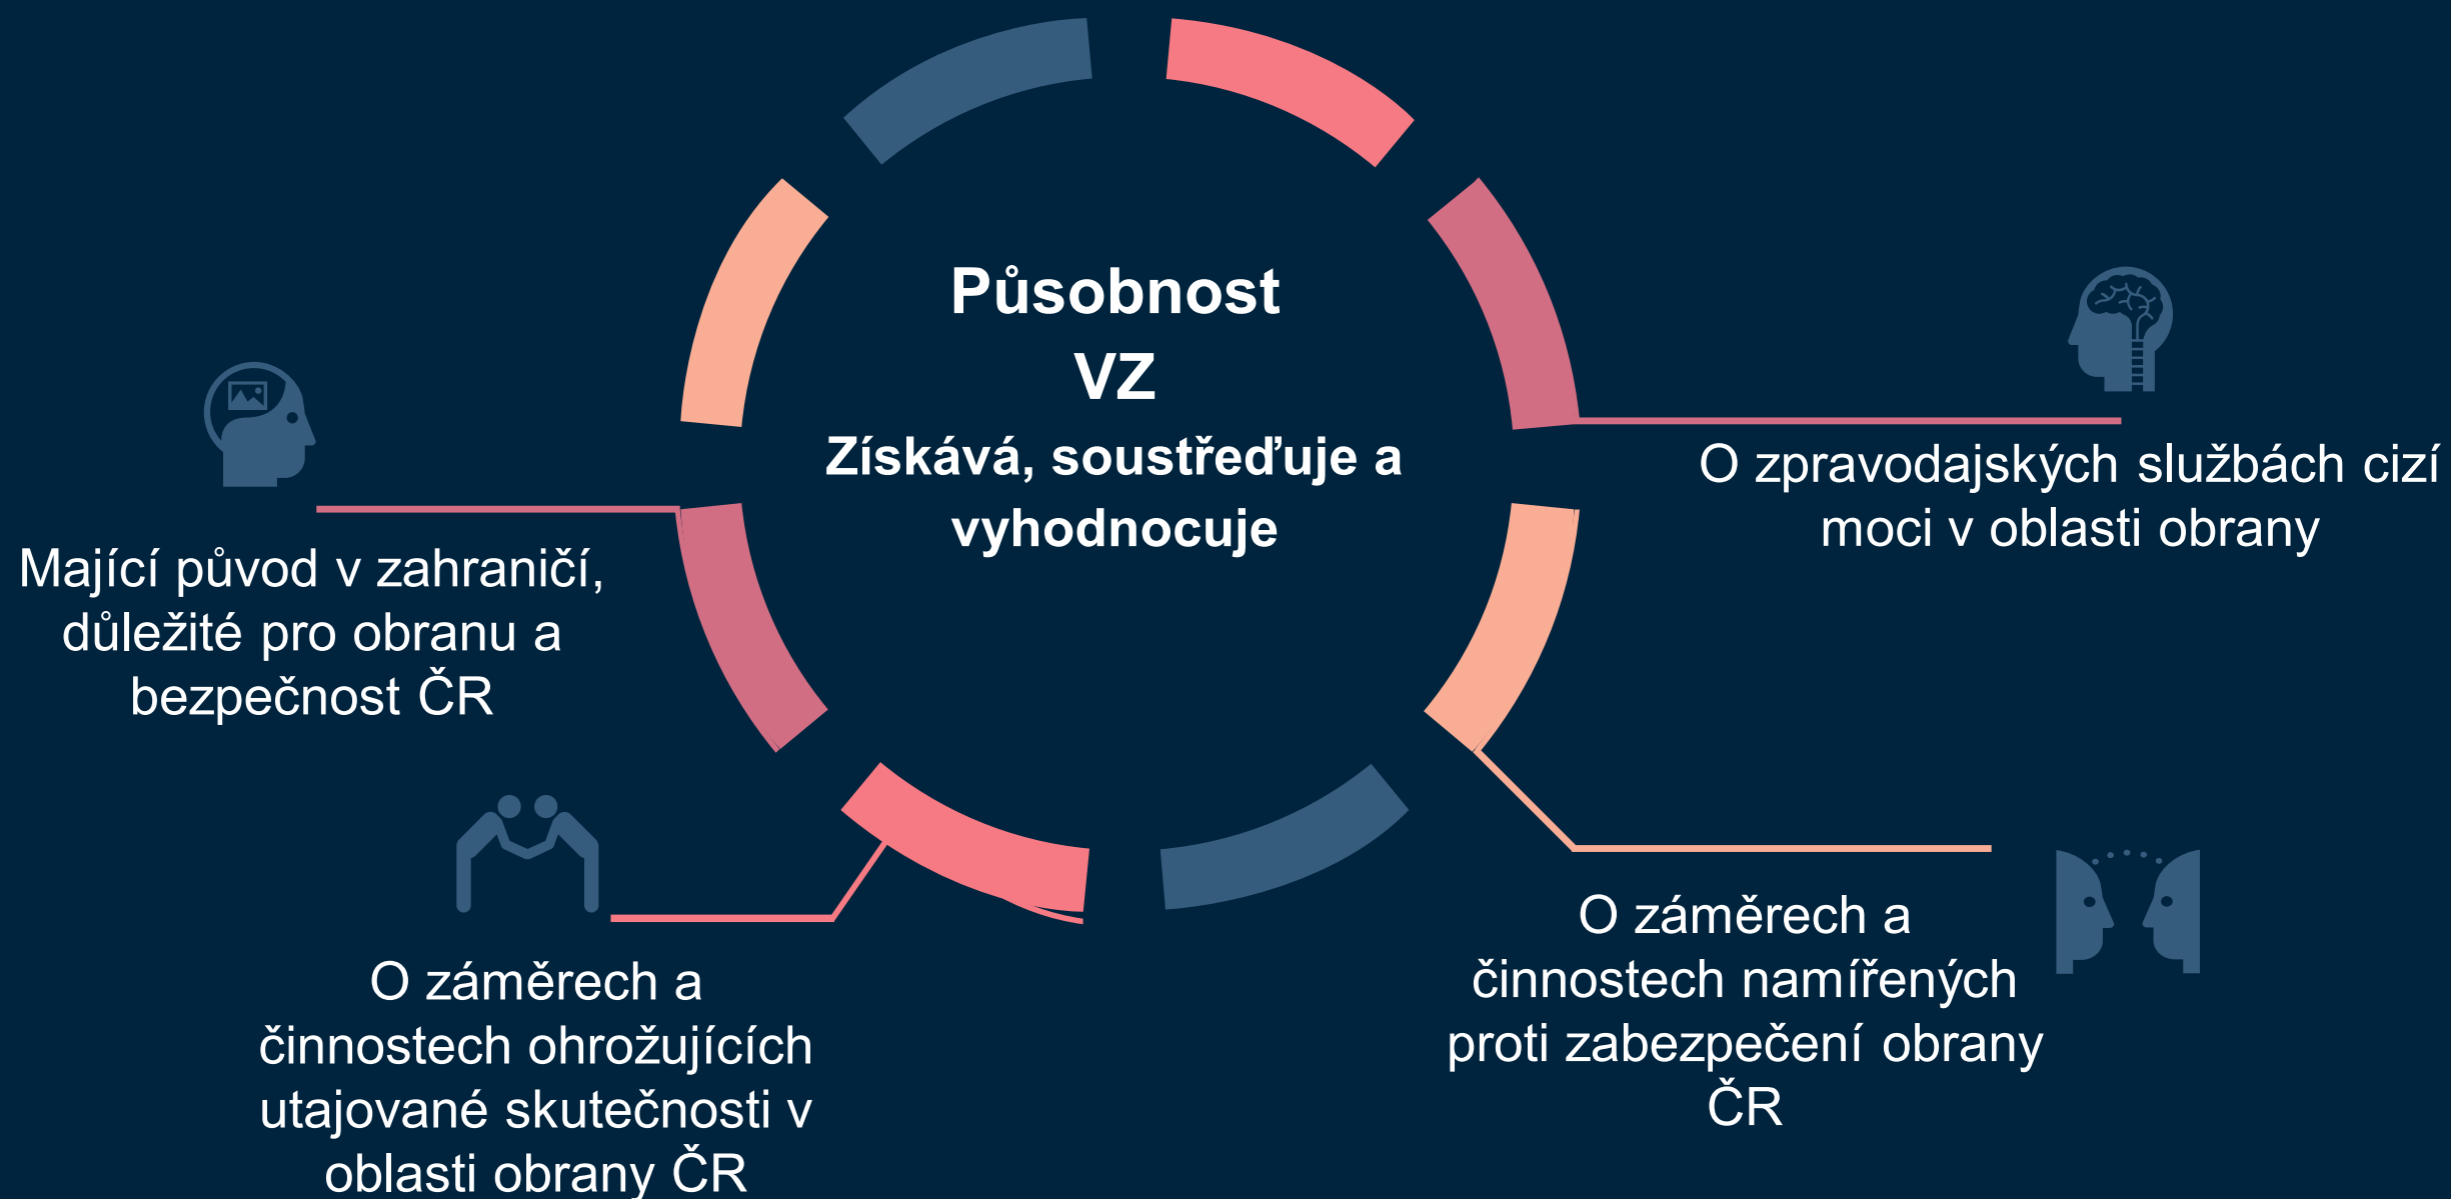 Působnost
VZ
Získává, soustřeďuje a
vyhodnocuje
O zpravodajských službách cizí
moci v oblasti obrany
Mající původ v zahraničí,
důležité pro obranu a
bezpečnost ČR
O záměrech a
činnostech namířených
proti zabezpečení obrany
ČR
O záměrech a
činnostech ohrožujících
utajované skutečnosti v
oblasti obrany ČR